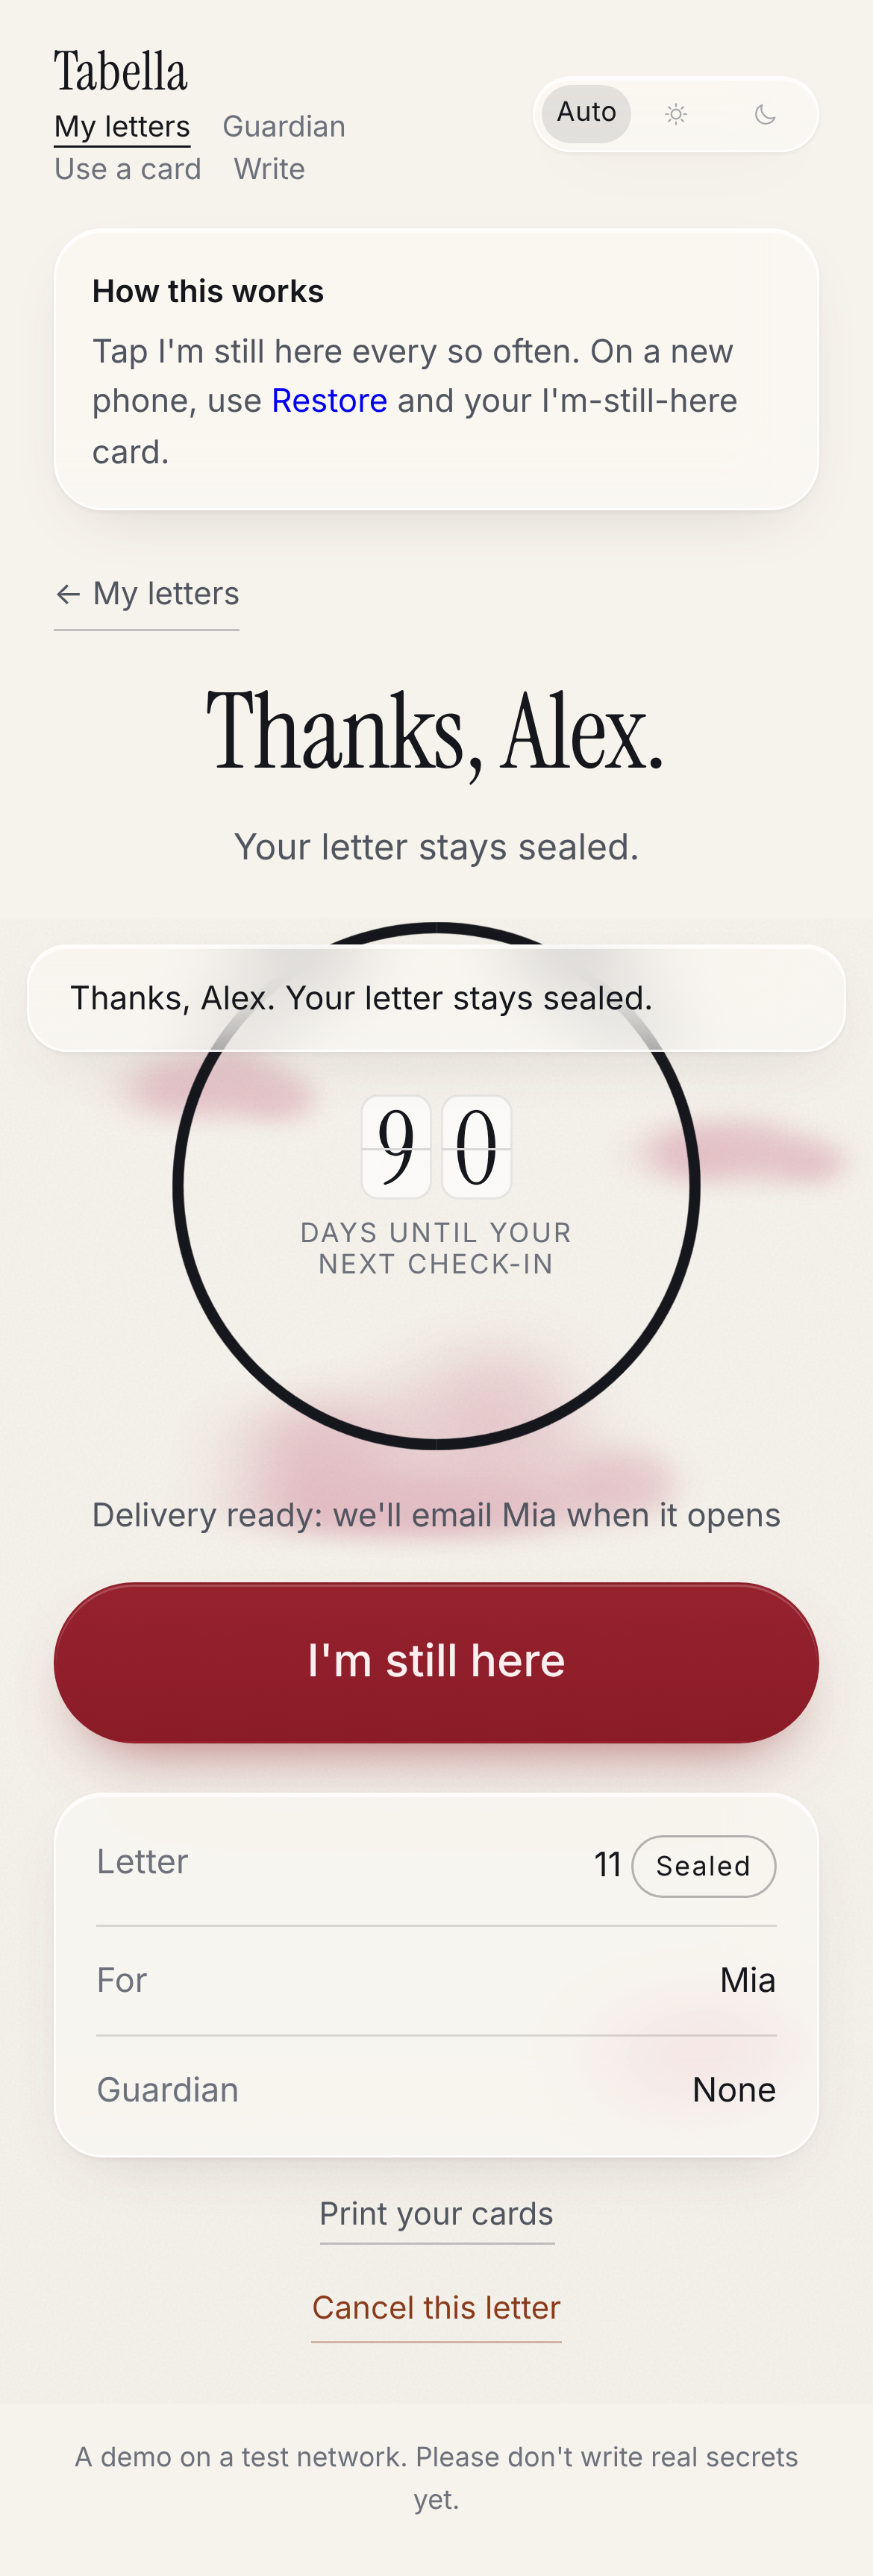 Tabella
My letters Guardian
Use a card Write
Auto
How this works
Tap I'm still here every so often. On a new
phone, use Restore and your I'm-still-here
card.
← My letters
Thanks, Alex.
Your letter stays sealed.
Thanks, Alex. Your letter stays sealed.
90
DAYS UNTIL YOUR
NEXT CHECK-IN
Delivery ready: we'll email Mia when it opens
I'm still here
Letter 11 Sealed
For Mia
Guardian None
Print your cards
Cancel this letter
A demo on a test network. Please don't write real secrets
yet.